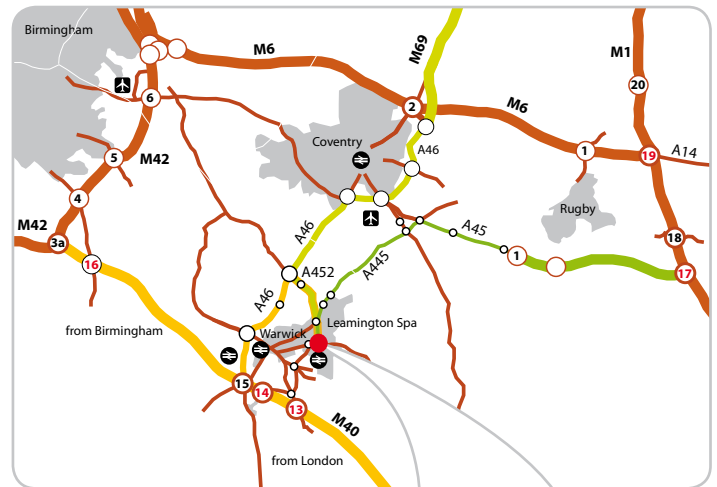 Birmingham
M6
M69
M1
20
6
2
M6
Coventry
A46
1
19
A14
5
M42
4
Rugby
M42
3a
16
A46
A45
18
1
17
A452
A445
A46
from Birmingham
Warwick
Leamington Spa
15
14
13
M40
from London